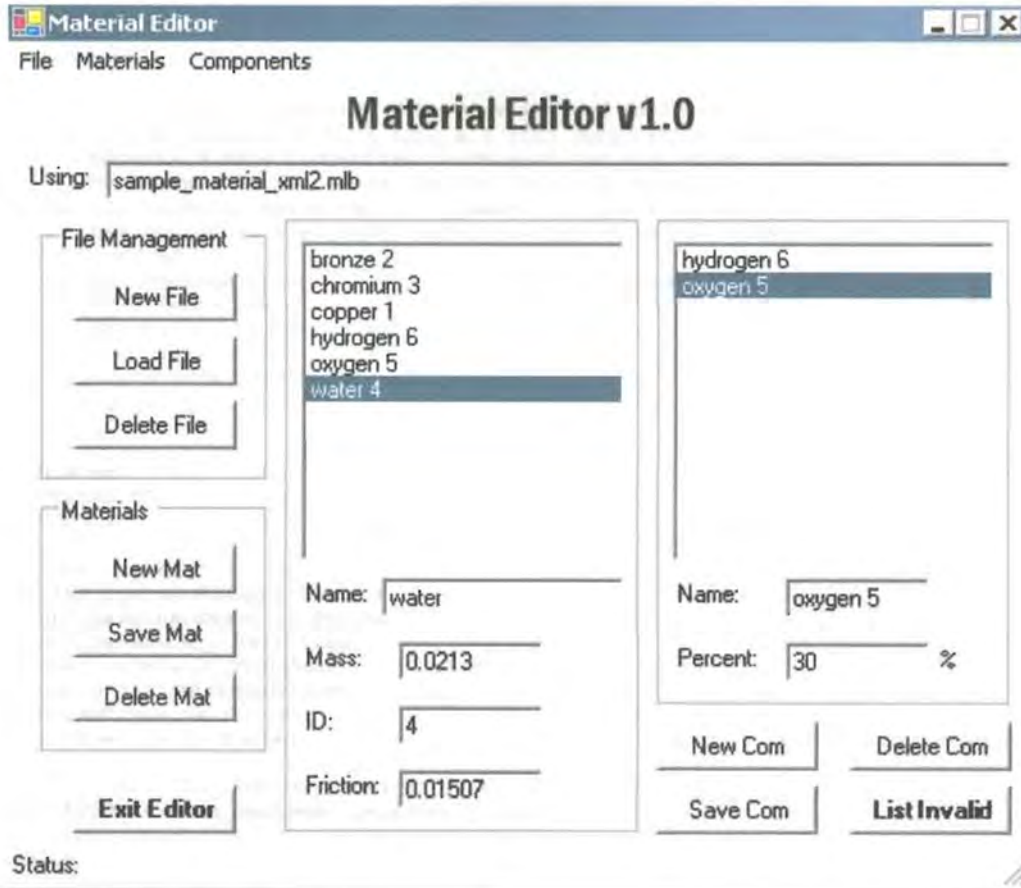 Material Editor
File Materials Components
Material Editor v1.0
Using: sample_material_xml2.mlb
File Management
New File
Load File
Delete File
Materials
New Mat
Save Mat
Delete Mat
Exit Editor
bronze 2
chromium 3
copper 1
hydrogen 6
oxygen 5
water 4
Name: water
Mass: 0.0213
ID: 4
Friction: 0.01507
hydrogen 6
oxygen 5
Name: oxygen 5
Percent: 30 %
New Com
Delete Com
Save Com
List Invalid
Status: